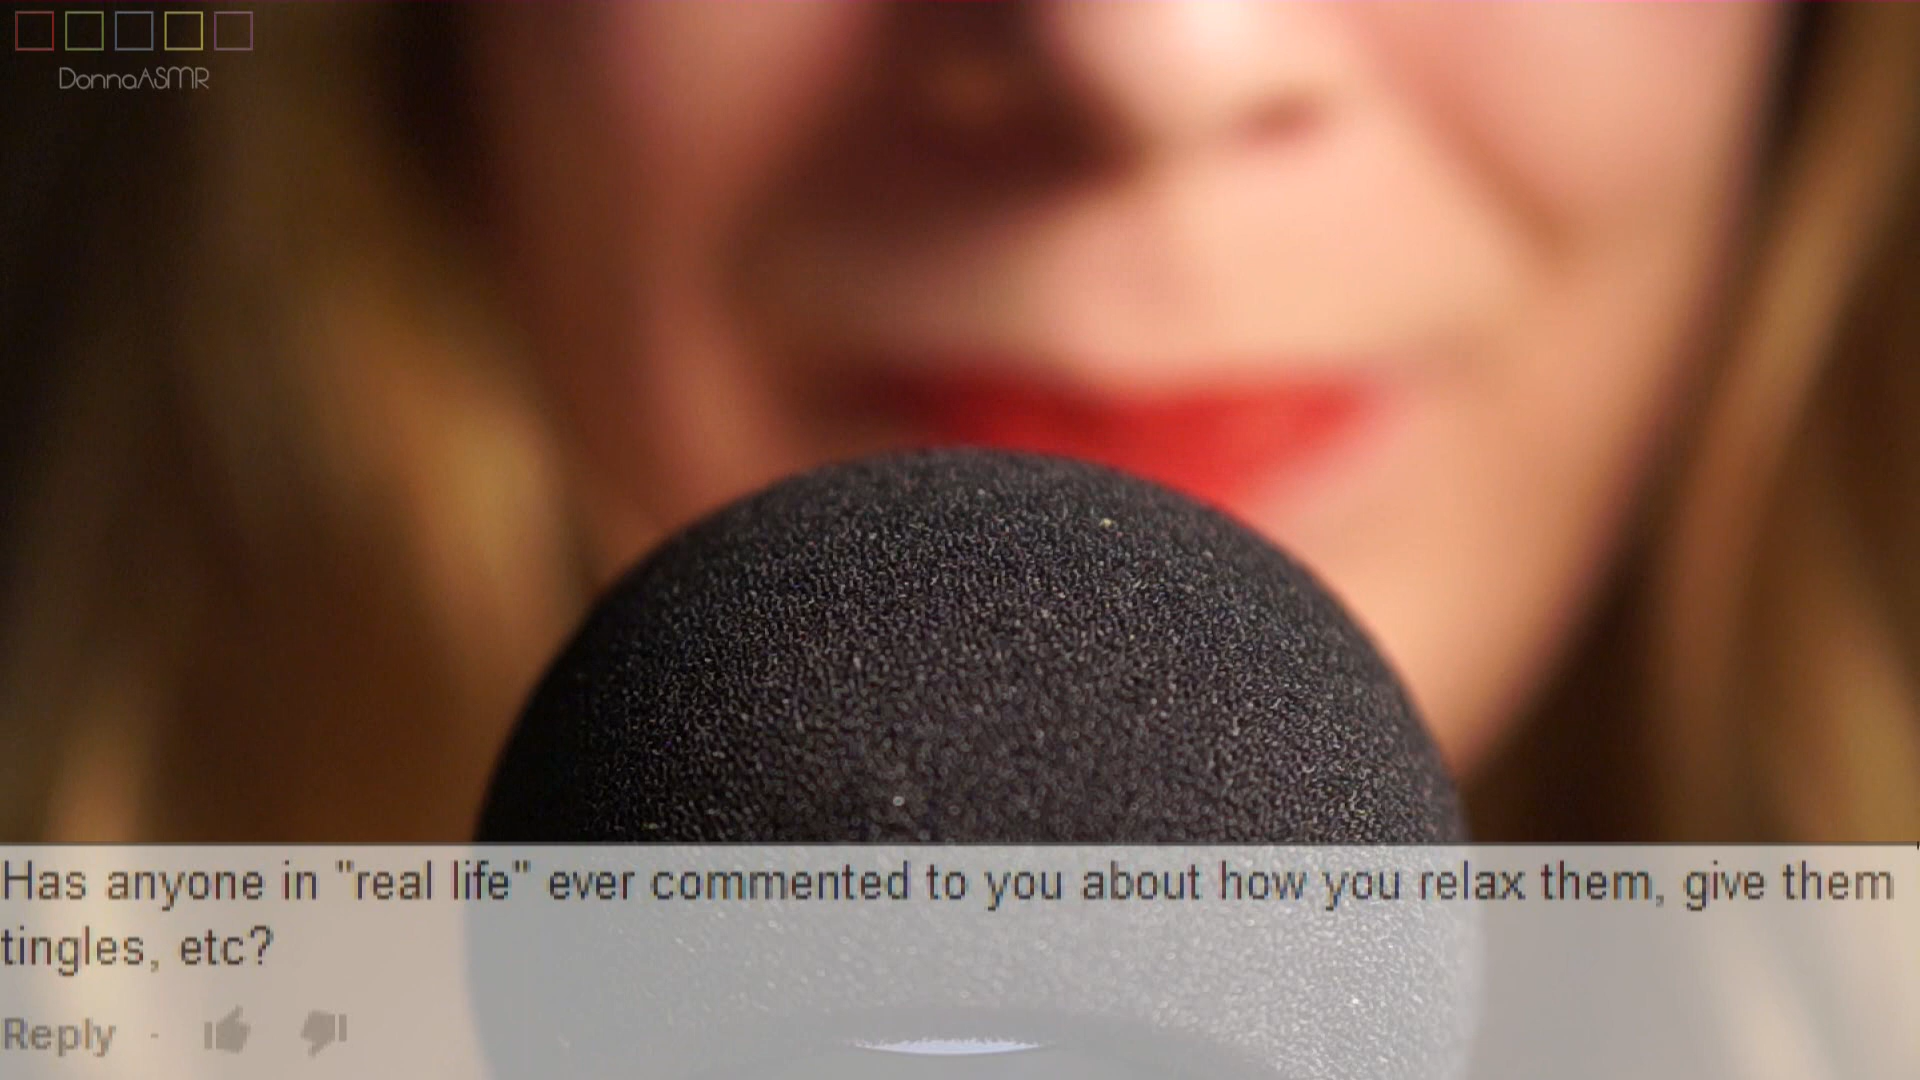 DonnaASMR
Has anyone in "real life" ever commented to you about how you relax them, give them
tingles, etc?
Reply -